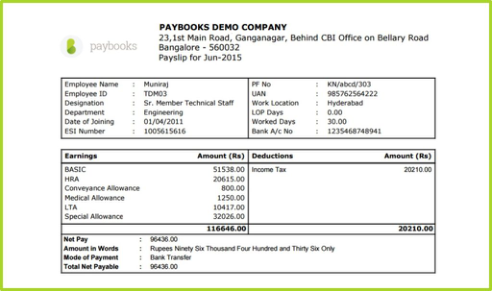 paybooks
PAYBOOKS DEMO COMPANY
23,1st Main Road, Ganganagar, Behind CBI Office on Bellary Road
Bangalore - 560032
Payslip for Jun-2015
Employee Name : Muniraj PF No : KN/abcd/303
Employee ID : TDM03 UAN : 985762564222
Designation : Sr. Member Technical Staff Work Location : Hyderabad
Department : Engineering LOP Days : 0.00
Date of Joining : 01/04/2011 Worked Days : 30.00
ESI Number : 1005615616 Bank A/c No : 1235468748941
Earnings Amount (Rs) Deductions Amount (Rs)
BASIC 51538.00 Income Tax 20210.00
HRA 20615.00
Conveyance Allowance 800.00
Medical Allowance 1250.00
LTA 10417.00
Special Allowance 32026.00
116646.00 20210.00
Net Pay : 96436.00
Amount in Words : Rupees Ninety Six Thousand Four Hundred and Thirty Six Only
Mode of Payment : Bank Transfer
Total Net Payable : 96436.00